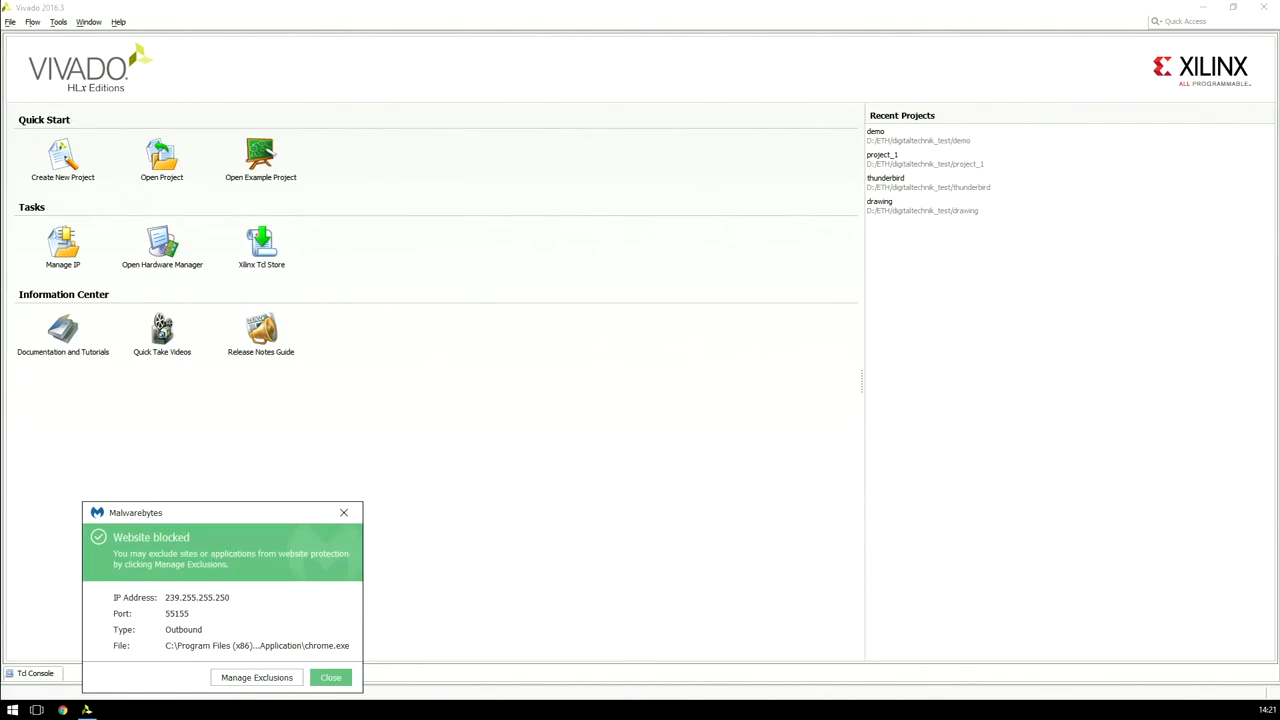 Vivado 2016.3
File Flow Tools Window Help
Quick Access
VIVADO.
HLx Editions
XILINX
ALL PROGRAMMABLE.
Quick Start
Create New Project
Open Project
Open Example Project
Tasks
Manage IP
Open Hardware Manager
Xilinx Tcl Store
Information Center
Documentation and Tutorials
Quick Take Videos
Release Notes Guide
Recent Projects
demo
D:/ETH/digitaltechnik_test/demo
project_1
D:/ETH/digitaltechnik_test/project_1
thunderbird
D:/ETH/digitaltechnik_test/thunderbird
drawing
D:/ETH/digitaltechnik_test/drawing
Malwarebytes
Website blocked
You may exclude sites or applications from website protection
by clicking Manage Exclusions.
IP Address: 239.255.255.250
Port: 55155
Type: Outbound
File: C:\Program Files (x86)...Application\chrome.exe
Manage Exclusions
Close
Tcl Console
14:21